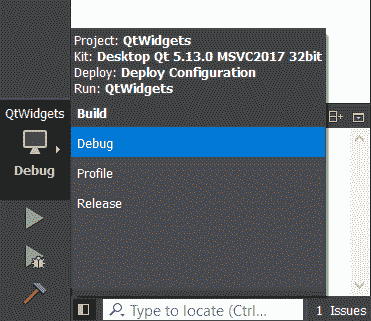 Project: QtWidgets
Kit: Desktop Qt 5.13.0 MSVC2017 32bit
Deploy: Deploy Configuration
Run: QtWidgets
Build
QtWidgets
Debug
Debug
Profile
Release
Type to locate (Ctrl...
1 Issues